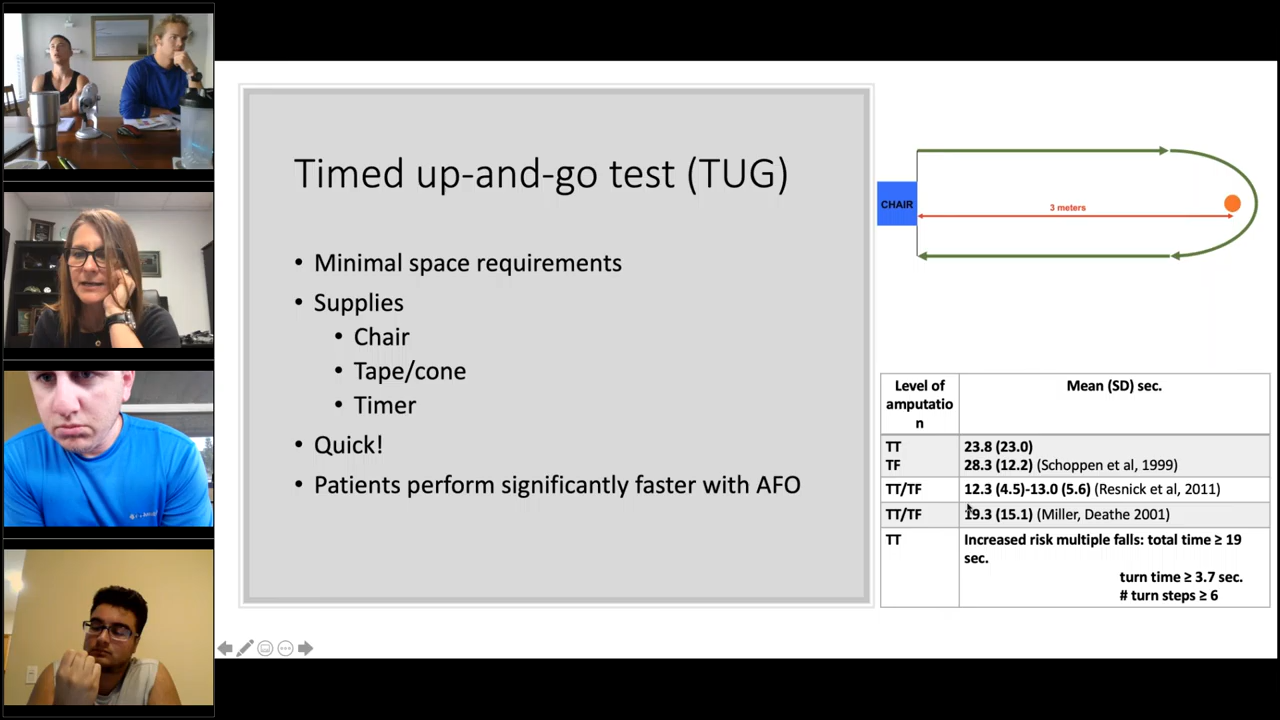 Timed up-and-go test (TUG)
• Minimal space requirements
• Supplies
• Chair
• Tape/cone
• Timer
• Quick!
• Patients perform significantly faster with AFO
CHAIR
3 meters
Level of
amputatio
n
Mean (SD) sec.
TT
23.8 (23.0)
TF
28.3 (12.2) (Schoppen et al, 1999)
TT/TF
12.3 (4.5)-13.0 (5.6) (Resnick et al, 2011)
TT/TF
19.3 (15.1) (Miller, Deathe 2001)
TT
Increased risk multiple falls: total time ≥ 19
sec.
turn time ≥ 3.7 sec.
# turn steps ≥ 6